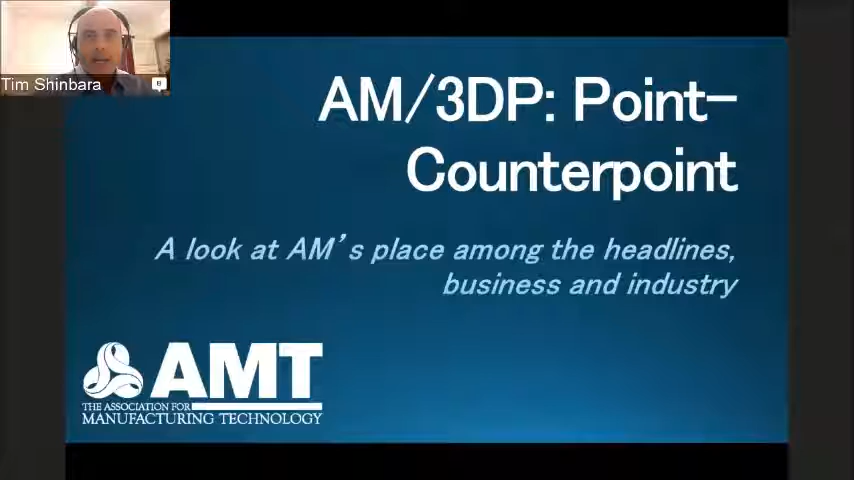 Tim Shinbara
AM/3DP: Point-
Counterpoint
A look at AM's place among the headlines,
business and industry
AMT
THE ASSOCIATION FOR
MANUFACTURING TECHNOLOGY